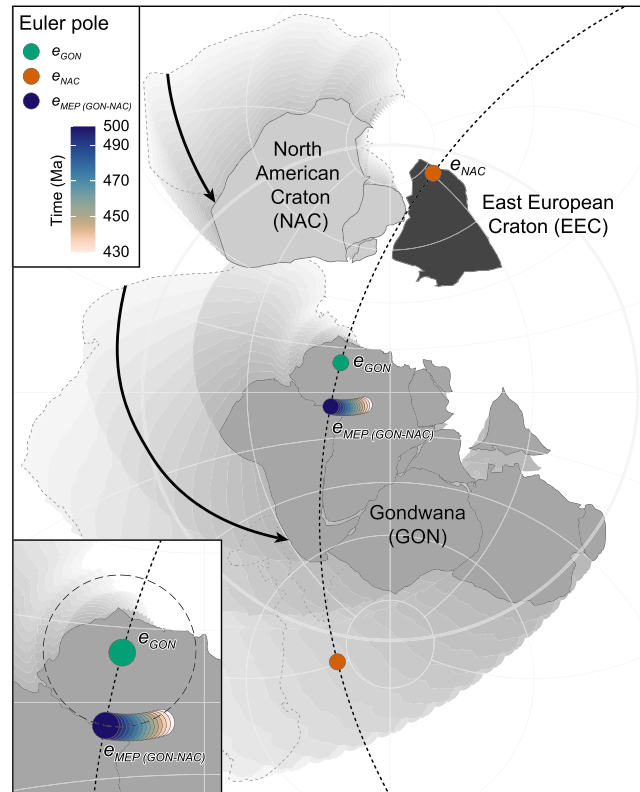 Euler pole
eGON
eNAC
eMEP (GON-NAC)
Time (Ma)
500
490
470
450
430
North
American
Craton
(NAC)
eNAC
East European
Craton (EEC)
eGON
eMEP (GON-NAC)
Gondwana
(GON)
eGON
eMEP (GON-NAC)